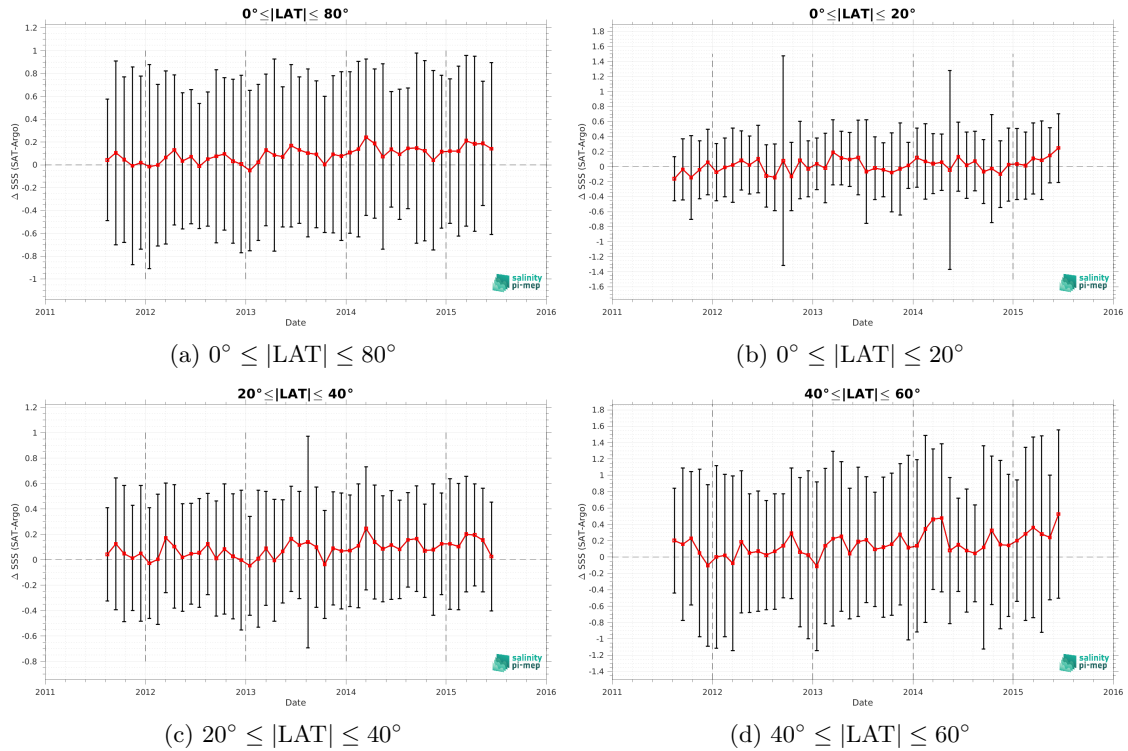 0°≤|LAT|≤ 80°
1.2
1
0.8
0.6
0.4
0.2
0
-0.2
-0.4
-0.6
-0.8
-1
Δ SSS (SAT-Argo)
2011 2012 2013 2014 2015 2016
Date
salinity
pi-mep
(a) 0° ≤ |LAT| ≤ 80°
0°≤|LAT|≤ 20°
1.8
1.6
1.4
1.2
1
0.8
0.6
0.4
0.2
0
-0.2
-0.4
-0.6
-0.8
-1
-1.2
-1.4
-1.6
Δ SSS (SAT-Argo)
2011 2012 2013 2014 2015 2016
Date
salinity
pi-mep
(b) 0° ≤ |LAT| ≤ 20°
20°≤|LAT|≤ 40°
1.2
1
0.8
0.6
0.4
0.2
0
-0.2
-0.4
-0.6
-0.8
Δ SSS (SAT-Argo)
2011 2012 2013 2014 2015 2016
Date
salinity
pi-mep
(c) 20° ≤ |LAT| ≤ 40°
40°≤|LAT|≤ 60°
1.8
1.6
1.4
1.2
1
0.8
0.6
0.4
0.2
0
-0.2
-0.4
-0.6
-0.8
-1
-1.2
-1.4
Δ SSS (SAT-Argo)
2011 2012 2013 2014 2015 2016
Date
salinity
pi-mep
(d) 40° ≤ |LAT| ≤ 60°